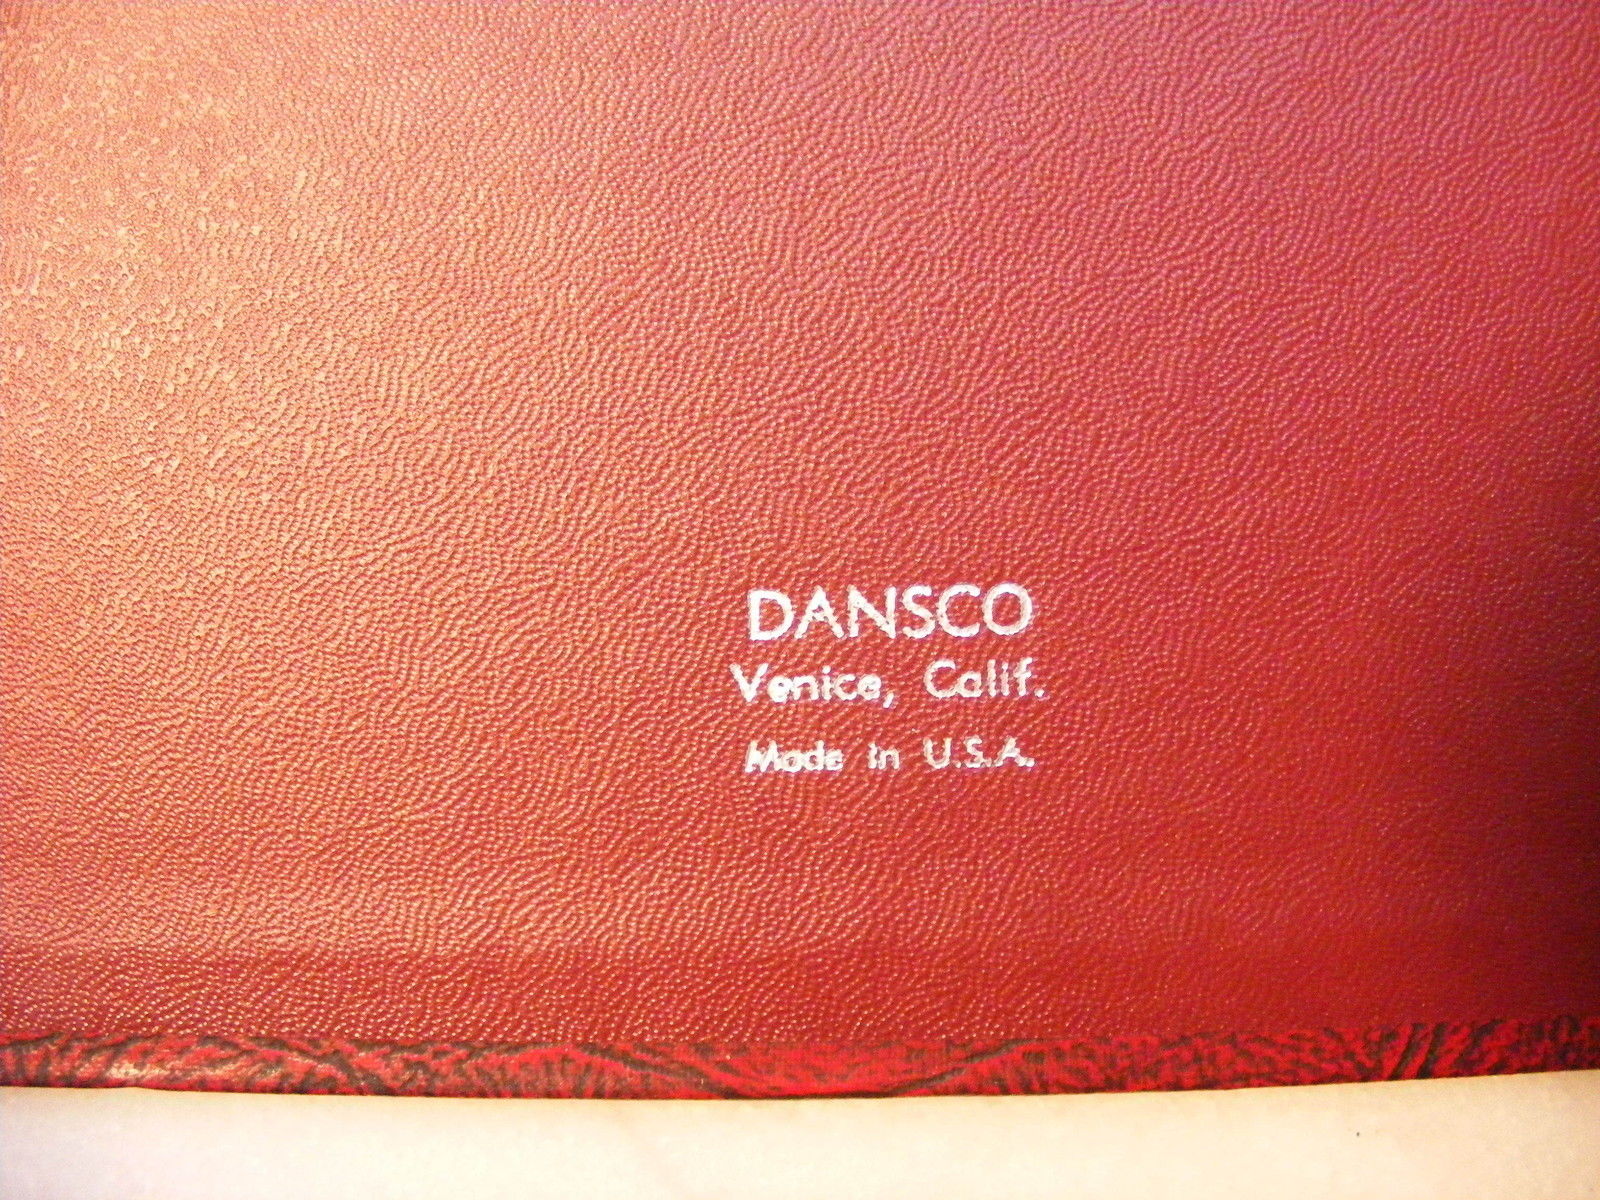 DANSCO
Venice, Calif.
Made in U.S.A.